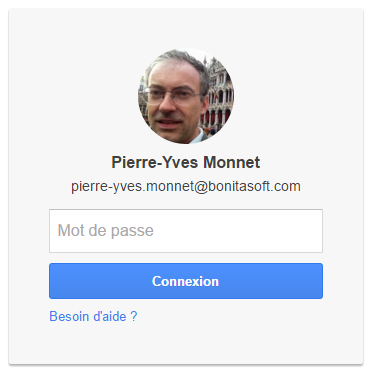 Pierre-Yves Monnet
pierre-yves.monnet@bonitasoft.com
Mot de passe
Connexion
Besoin d'aide ?